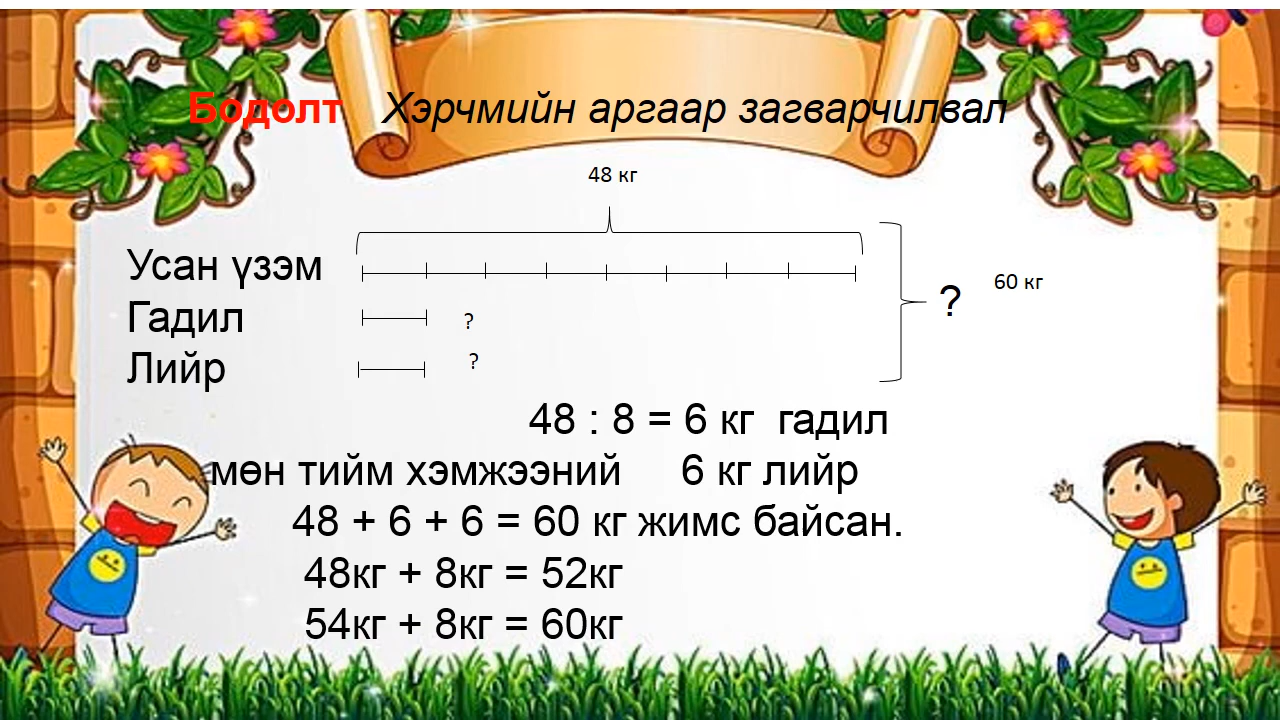 Бодолт Хэрчмийн аргаар загварчилвал
48 кг
Усан үзэм
60 кг
?
Гадил ?
Лийр ?
48 : 8 = 6 кг гадил
мөн тийм хэмжээний 6 кг лийр
48 + 6 + 6 = 60 кг жимс байсан.
48кг + 8кг = 52кг
54кг + 8кг = 60кг